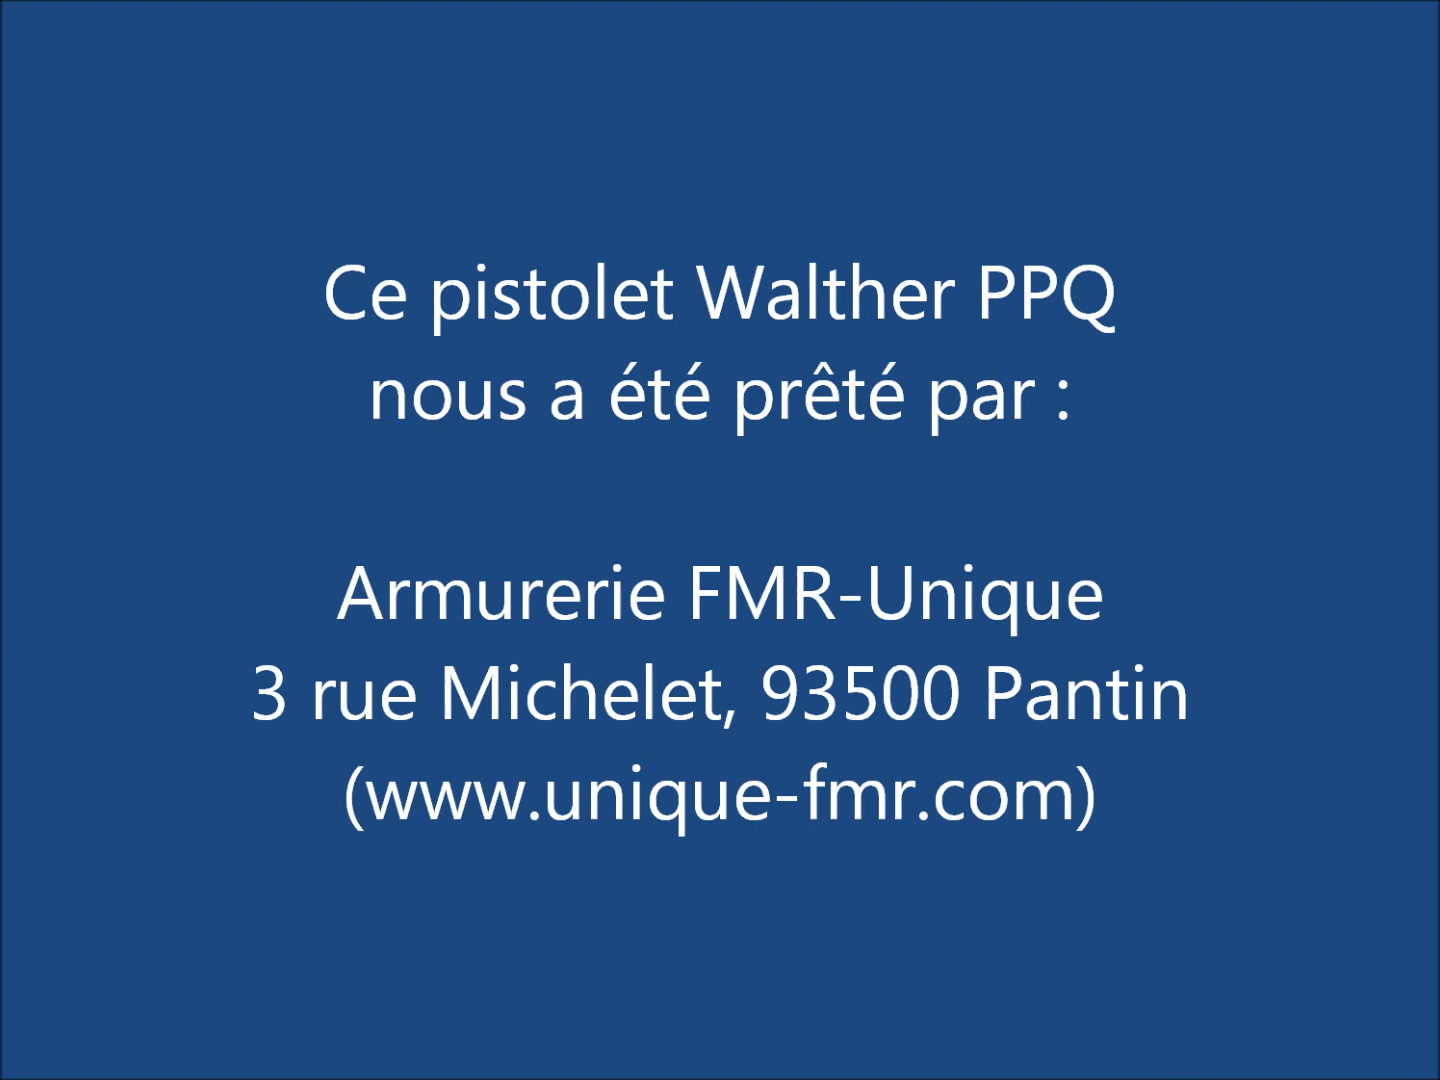 Ce pistolet Walther PPQ
nous a été prêté par :
Armurerie FMR-Unique
3 rue Michelet, 93500 Pantin
(www.unique-fmr.com)